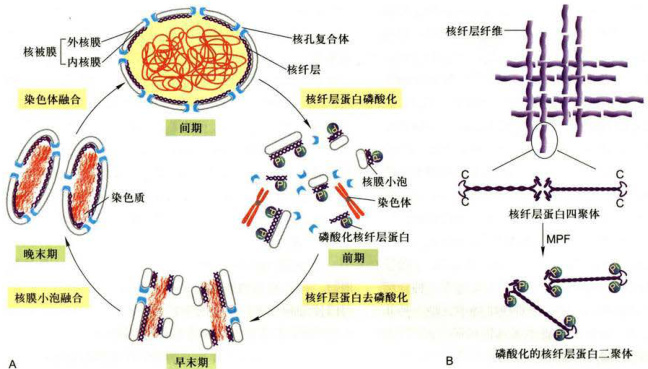 外核膜
核被膜
内核膜
核孔复合体
核纤层
染色体融合
间期
核纤层蛋白磷酸化
核膜小泡
染色体
磷酸化核纤层蛋白
前期
染色质
晚末期
核膜小泡融合
核纤层蛋白去磷酸化
早末期
A
核纤层纤维
C
C
C
C
核纤层蛋白四聚体
MPF
Pi
Pi
Pi
Pi
磷酸化的核纤层蛋白二聚体
B